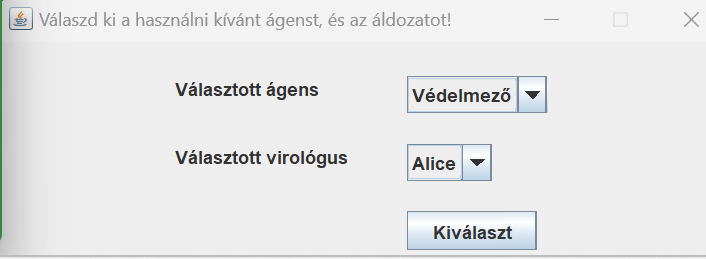 Válaszd ki a használni kívánt ágenst, és az áldozatot!
Választott ágens Védelmező
Választott virológus Alice
Kiválaszt